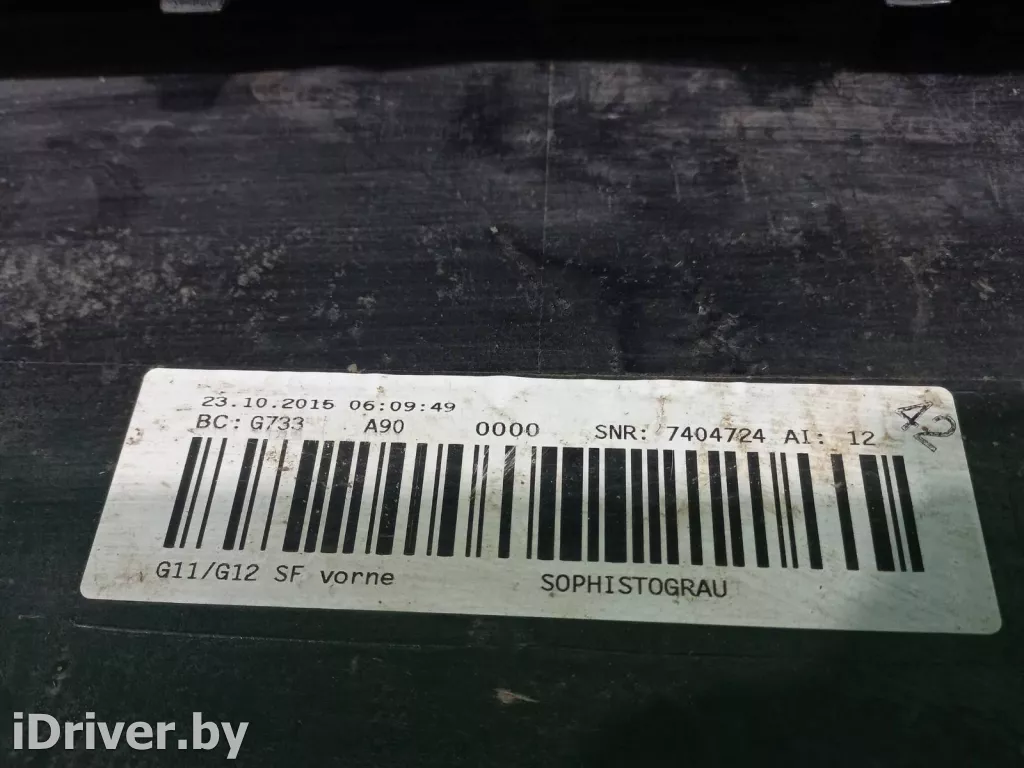 23.10.2015 06:09:49
BC: G733 A90 0000 SNR: 7404724 AI: 12
42
G11/G12 SF vorne SOPHISTOGRAU
iDriver.by